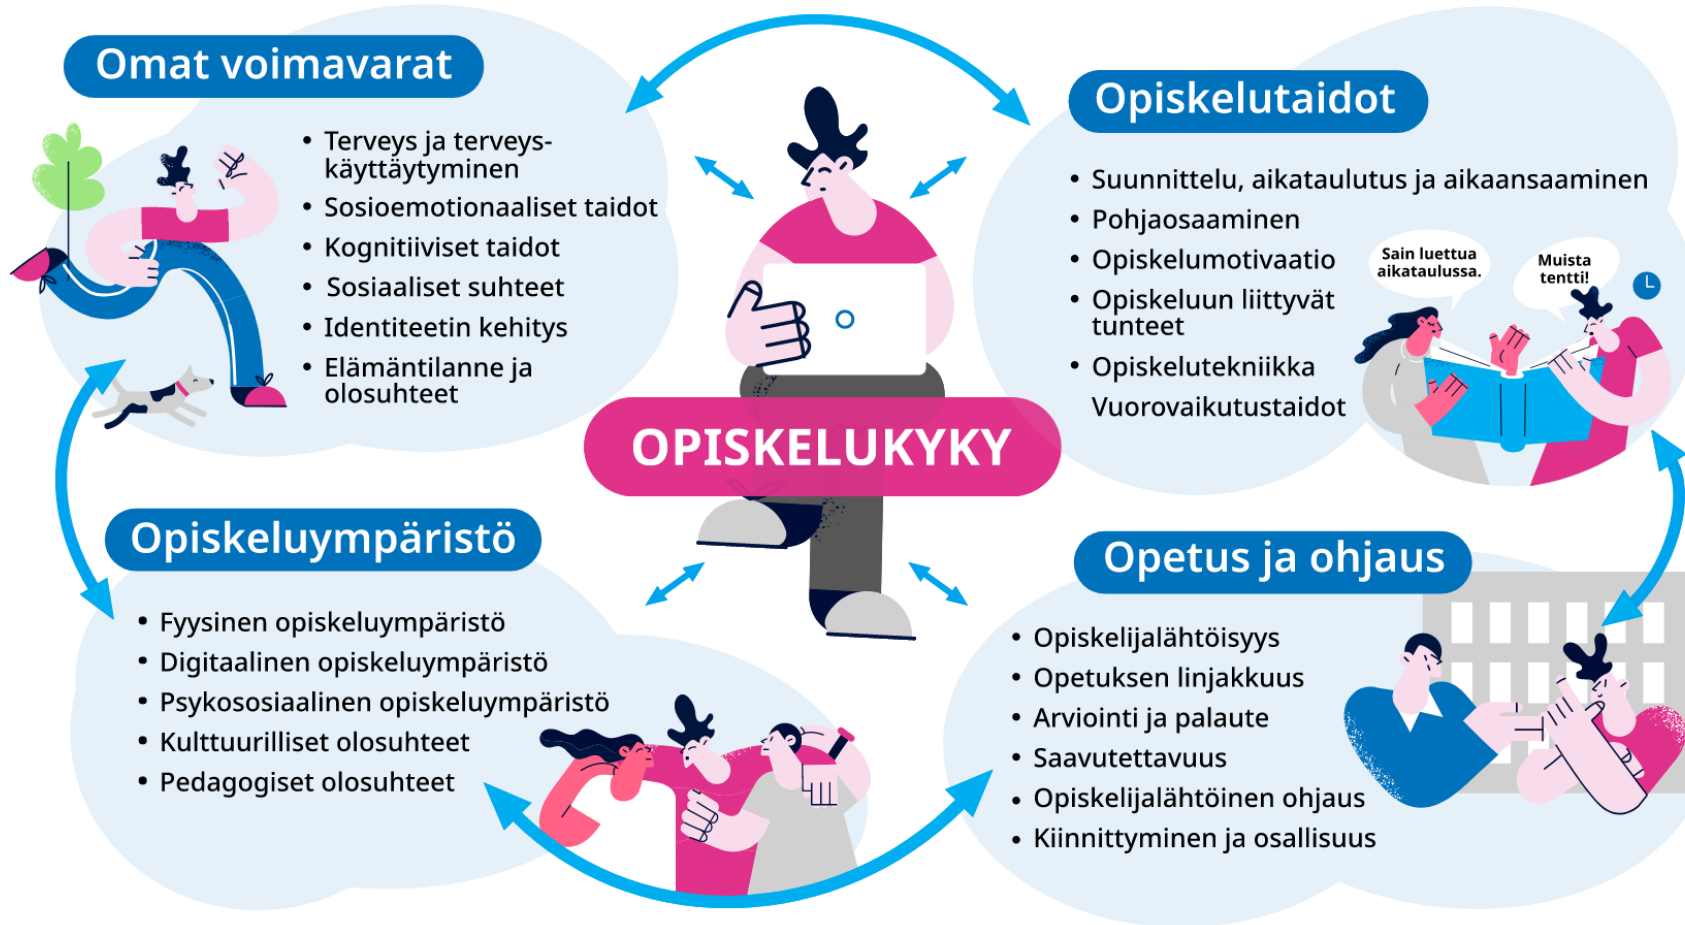 Omat voimavarat
• Terveys ja terveys-
käyttäytyminen
• Sosioemotionaaliset taidot
• Kognitiiviset taidot
• Sosiaaliset suhteet
• Identiteetin kehitys
• Elämäntilanne ja
olosuhteet
Opiskelutaidot
• Suunnittelu, aikataulutus ja aikaansaaminen
• Pohjaosaaminen
• Opiskelumotivaatio
• Opiskeluun liittyvät
tunteet
• Opiskelutekniikka
Vuorovaikutustaidot
Sain luettua
aikataulussa.
Muista
tentti!
OPISKELUKYKY
Opiskeluympäristö
• Fyysinen opiskeluympäristö
• Digitaalinen opiskeluympäristö
• Psykososiaalinen opiskeluympäristö
• Kulttuurilliset olosuhteet
• Pedagogiset olosuhteet
Opetus ja ohjaus
• Opiskelijalähtöisyys
• Opetuksen linjakkuus
• Arviointi ja palaute
• Saavutettavuus
• Opiskelijalähtöinen ohjaus
• Kiinnittyminen ja osallisuus